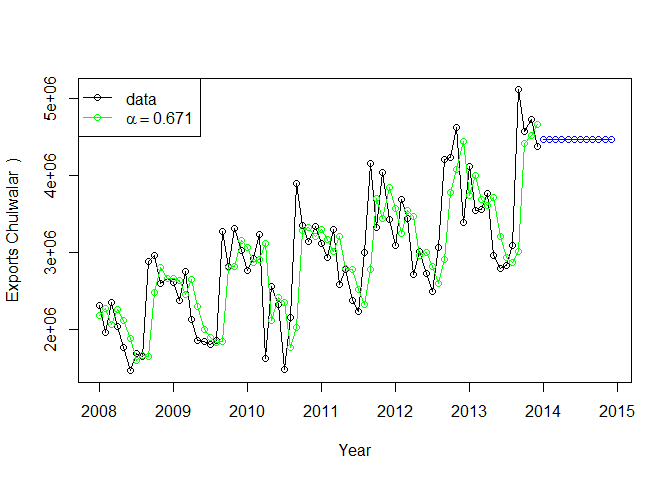 data
α = 0.671
Exports Chulwalar  )
2e+06
3e+06
4e+06
5e+06
2008
2009
2010
2011
2012
2013
2014
2015
Year